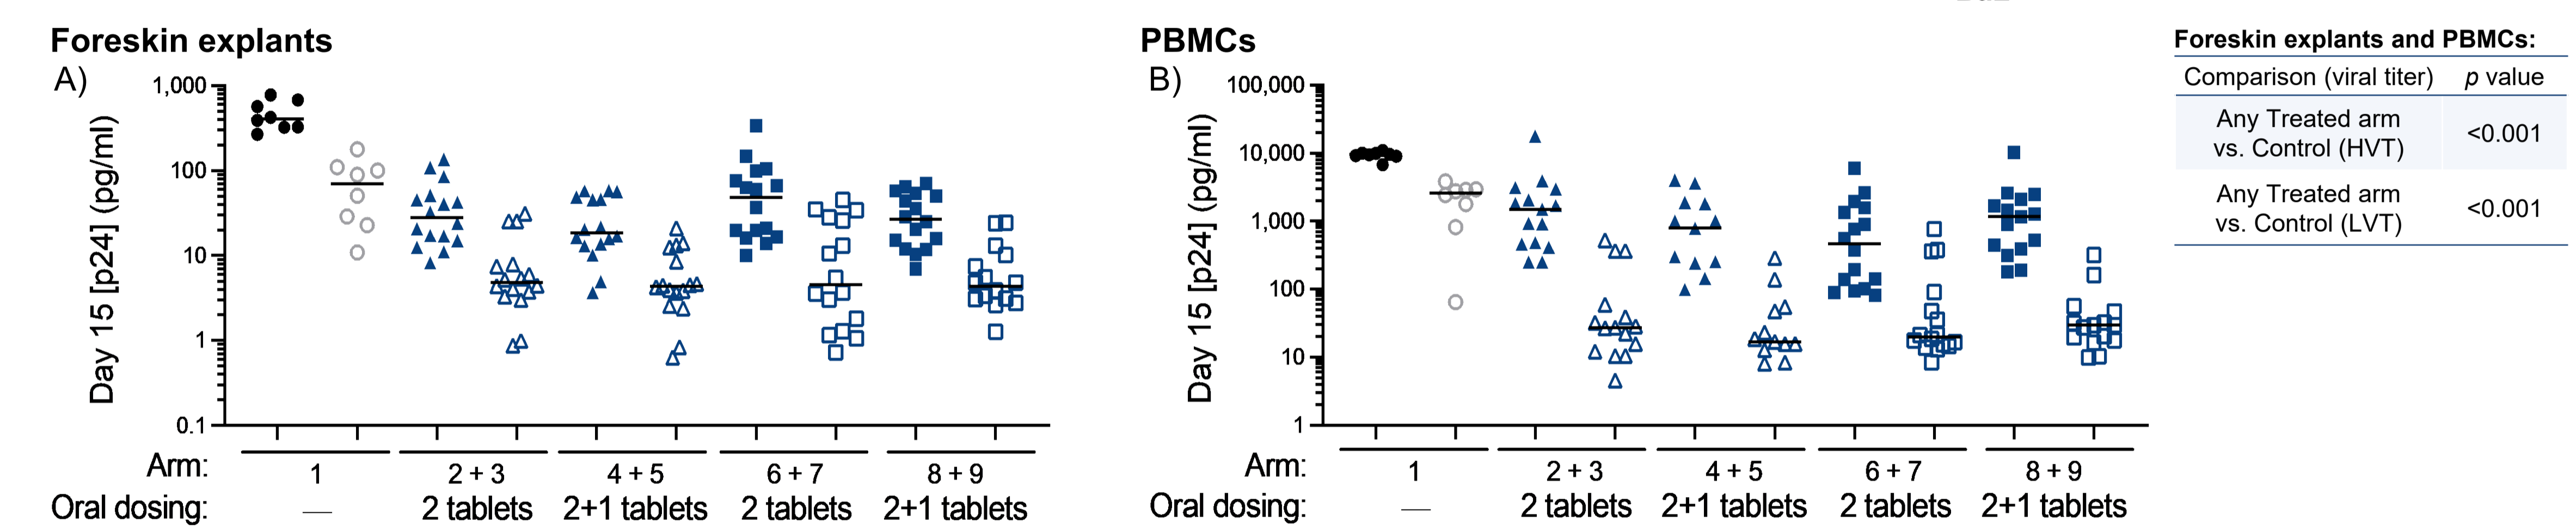 Foreskin explants
A)
Day 15 [p24] (pg/ml)
1,000
100
10
1
0.1
Arm: 1 2 + 3 4 + 5 6 + 7 8 + 9
Oral dosing: — 2 tablets 2+1 tablets 2 tablets 2+1 tablets
PBMCs
B)
Day 15 [p24] (pg/ml)
100,000
10,000
1,000
100
10
1
Arm: 1 2 + 3 4 + 5 6 + 7 8 + 9
Oral dosing: — 2 tablets 2+1 tablets 2 tablets 2+1 tablets
Foreskin explants and PBMCs:
Comparison (viral titer) p value
Any Treated arm
vs. Control (HVT) <0.001
Any Treated arm
vs. Control (LVT) <0.001